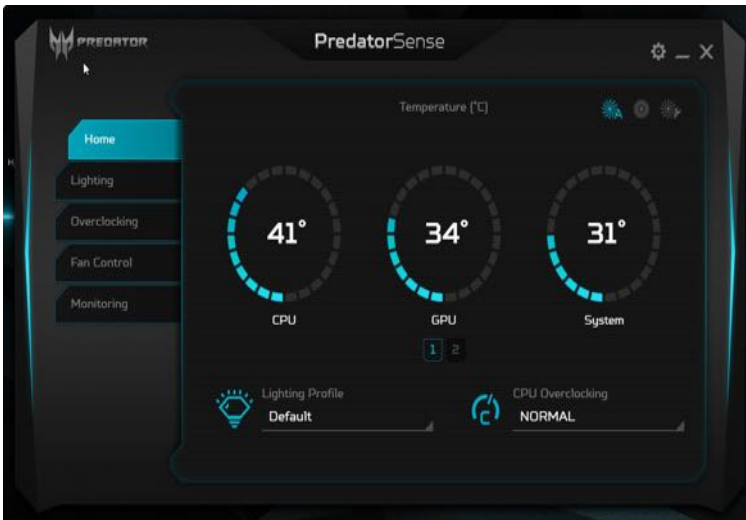 PREDATOR
PredatorSense
Temperature (°C)
A
Home
Lighting
Overclocking
Fan Control
Monitoring
41°
34°
31°
CPU
GPU
System
1 2
Lighting Profile
Default
C
CPU Overclocking
NORMAL